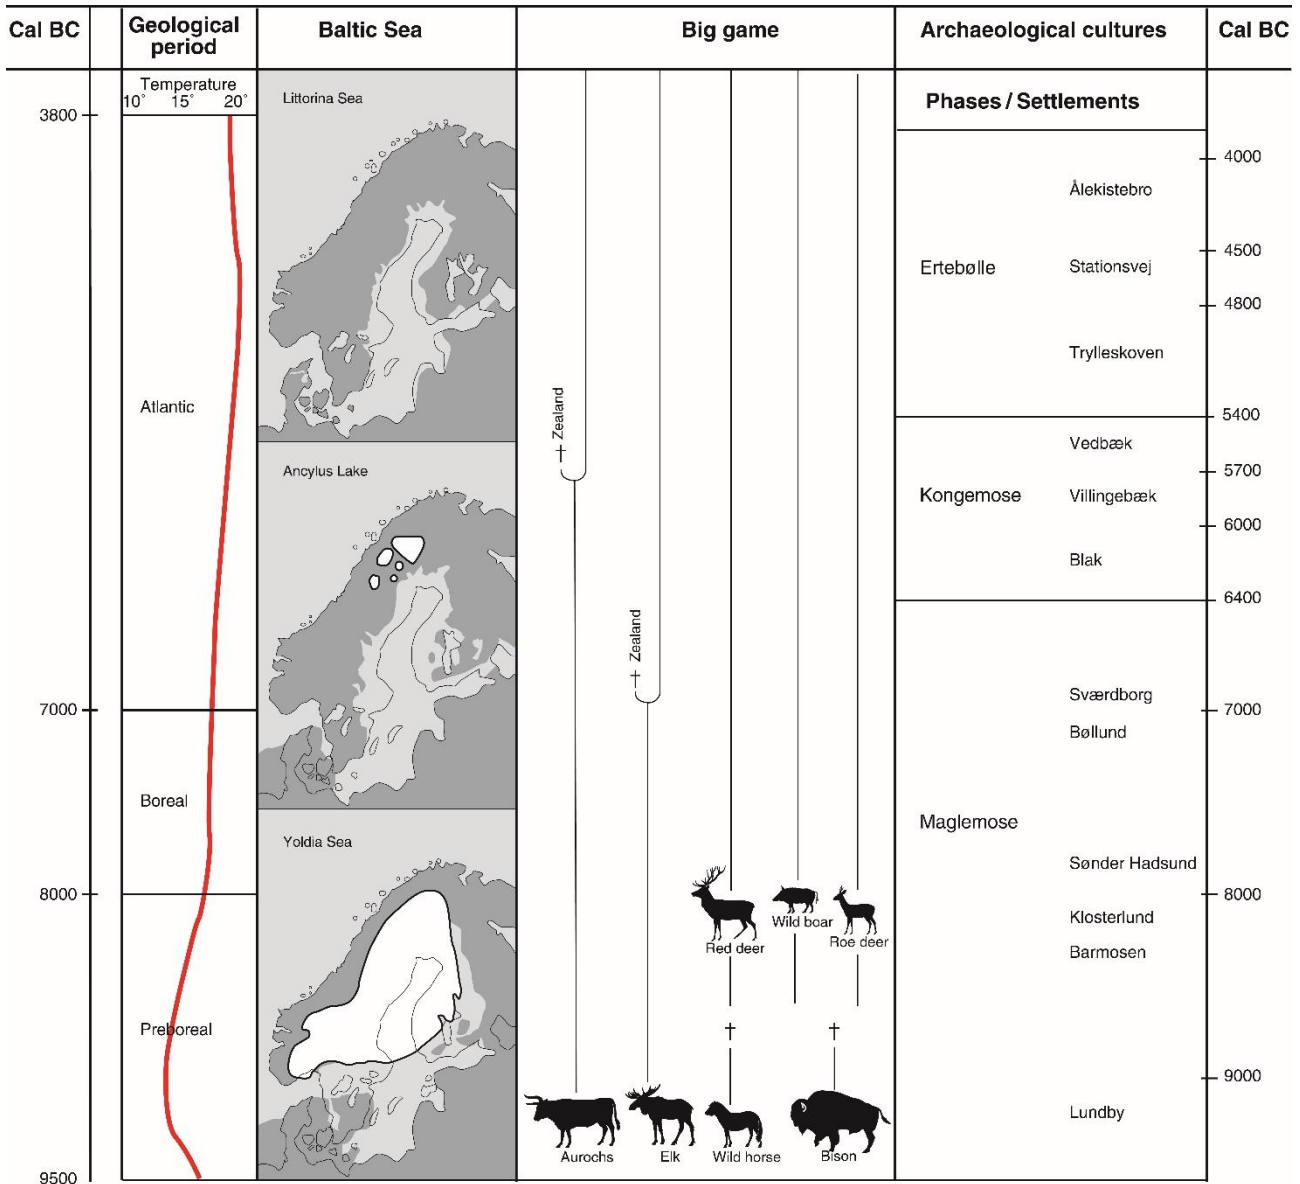 Cal BC
Geological
period
Baltic Sea
Big game
Archaeological cultures
Cal BC
Temperature
10° 15° 20°
3800
7000
8000
9500
Atlantic
Boreal
Preboreal
Littorina Sea
Ancylus Lake
Yoldia Sea
† Zealand
† Zealand
Red deer
Wild boar
Roe deer
†
†
Aurochs
Elk
Wild horse
Bison
Phases / Settlements
Ertebølle
Kongemose
Maglemose
Ålekistebro
Stationsvej
Trylleskoven
Vedbæk
Villingebæk
Blak
Sværdborg
Bøllund
Sønder Hadsund
Klosterlund
Barmosen
Lundby
4000
4500
4800
5400
5700
6000
6400
7000
8000
9000